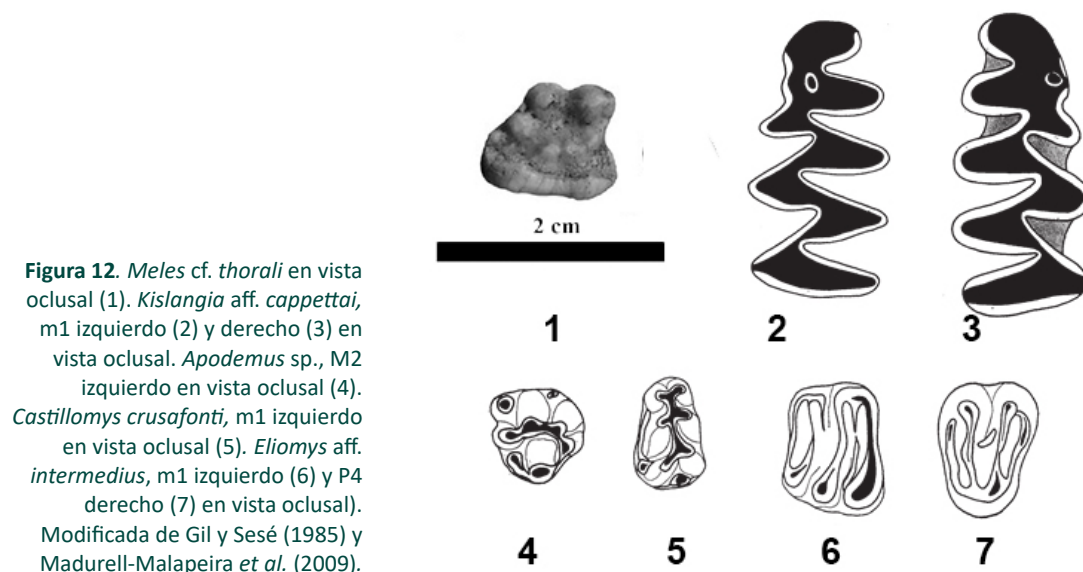 2 cm
1
2
3
4
5
6
7
Figura 12. Meles cf. thorali en vista
oclusal (1). Kislangia aff. cappettai,
m1 izquierdo (2) y derecho (3) en
vista oclusal. Apodemus sp., M2
izquierdo en vista oclusal (4).
Castillomys crusafonti, m1 izquierdo
en vista oclusal (5). Eliomys aff.
intermedius, m1 izquierdo (6) y P4
derecho (7) en vista oclusal).
Modificada de Gil y Sesé (1985) y
Madurell-Malapeira et al. (2009).